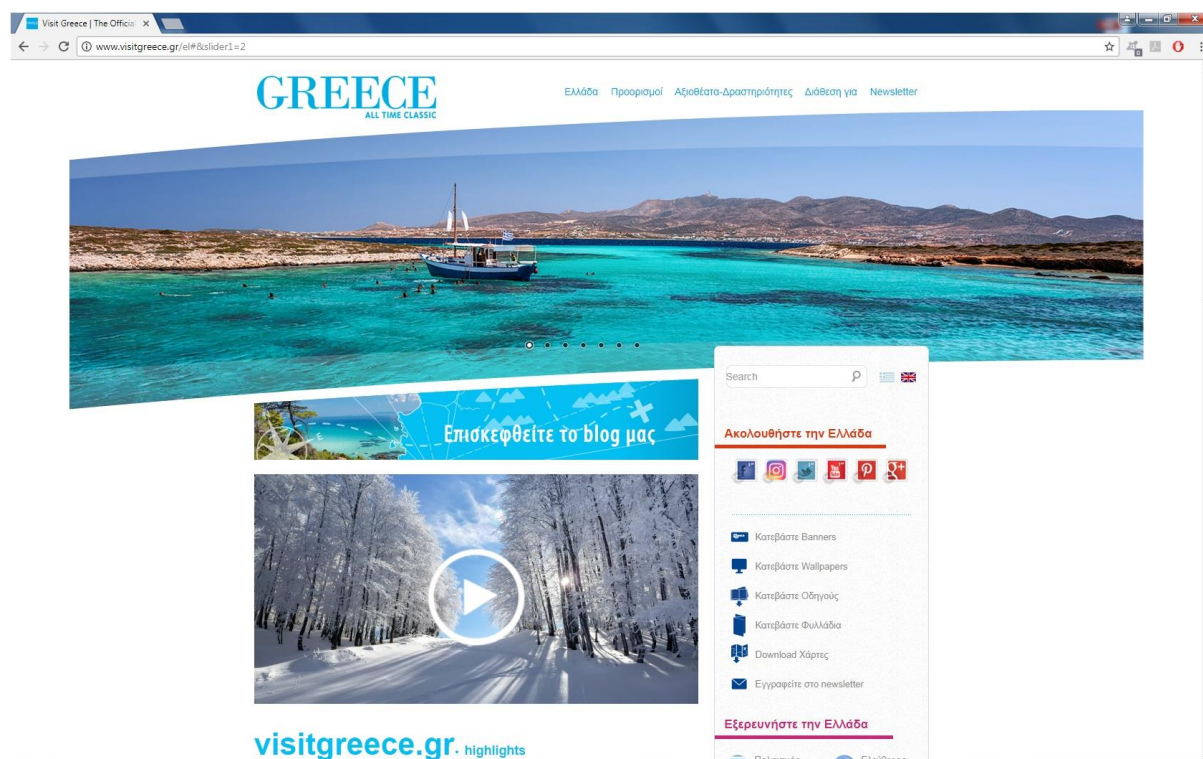 Visit Greece | The Official
www.visitgreece.gr/el#&slider1=2
GREECE
ALL TIME CLASSIC
Ελλάδα Προορισμοί Αξιοθέατα-Δραστηριότητες Διάθεση για Newsletter
Search
Επισκεφθείτε το blog μας
Ακολουθήστε την Ελλάδα
Κατεβάστε Banners
Κατεβάστε Wallpapers
Κατεβάστε Οδηγούς
Κατεβάστε Φυλλάδια
Download Χάρτες
Εγγραφείτε στο newsletter
Εξερευνήστε την Ελλάδα
visitgreece.gr. highlights